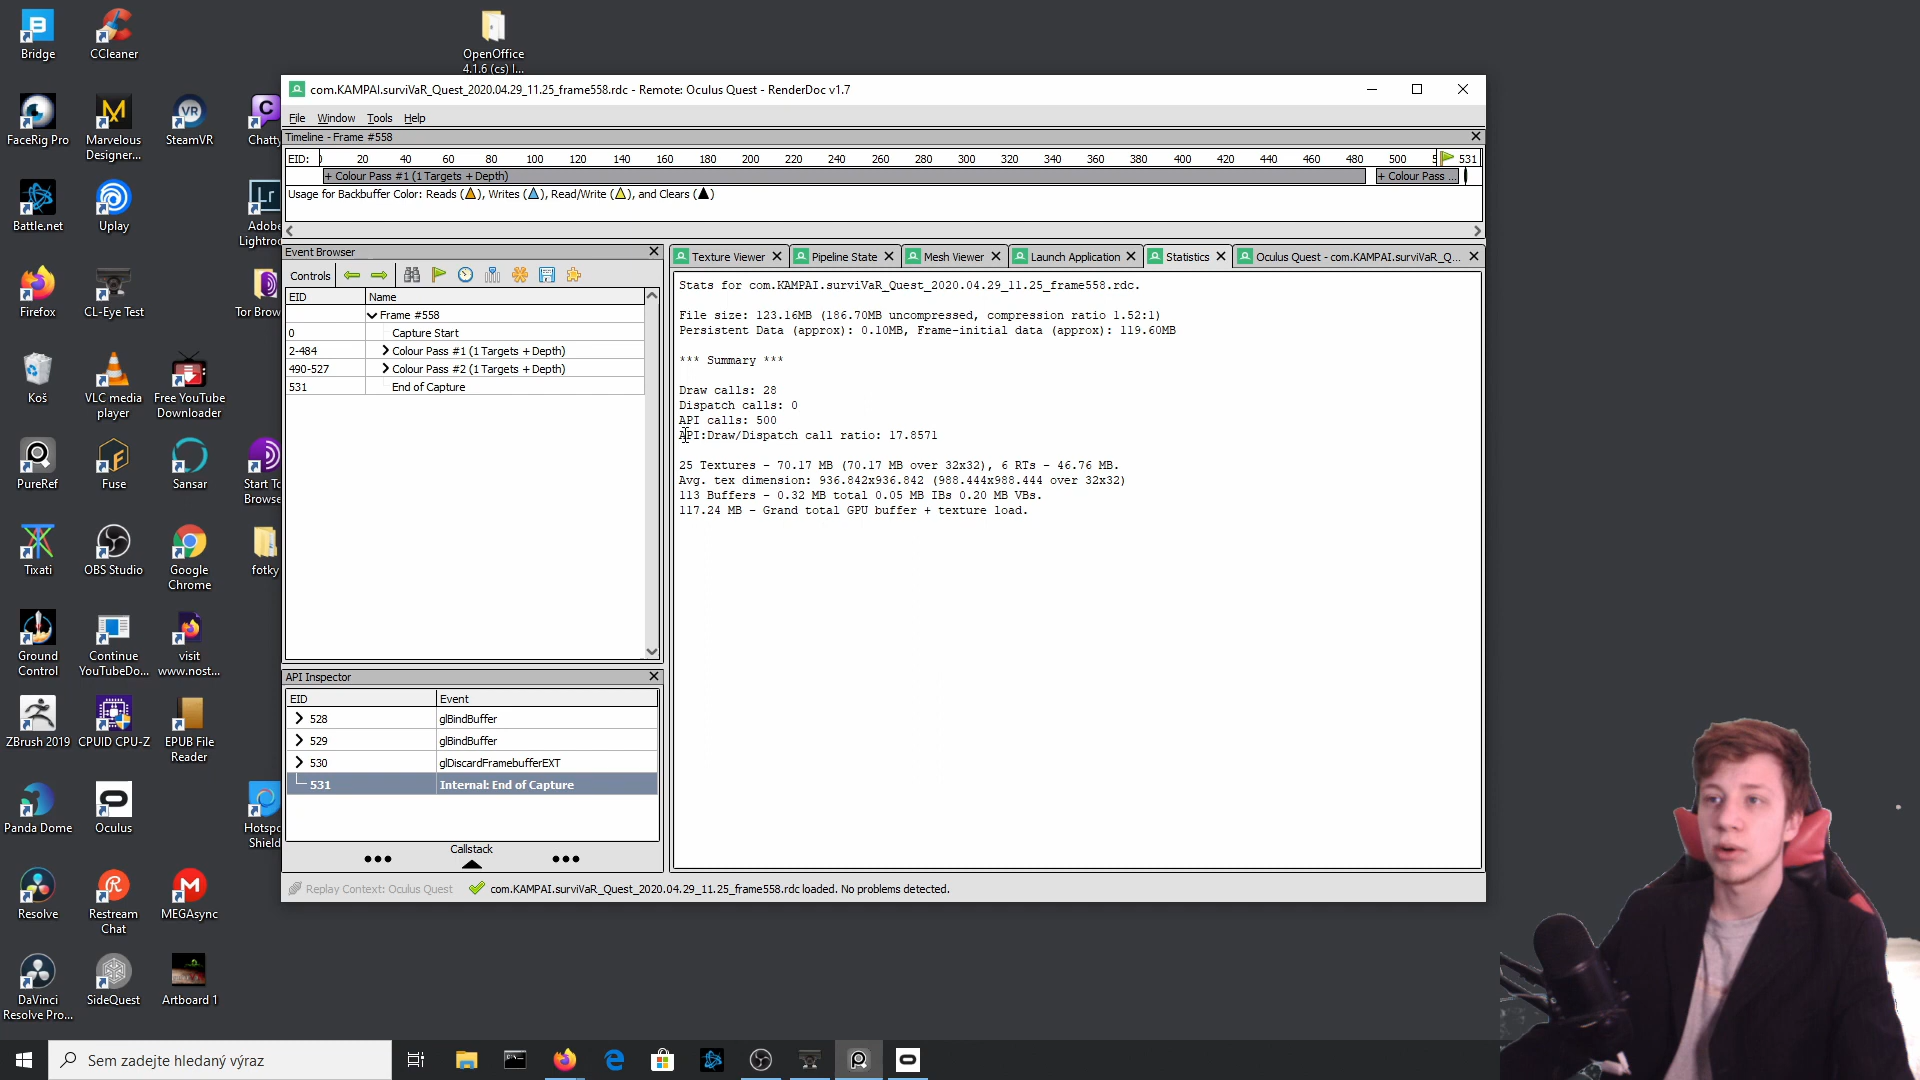 Bridge
CCleaner
OpenOffice
4.1.6 (cs) I...
FaceRig Pro
Marvelous
Designer...
SteamVR
Chatty
Battle.net
Uplay
Adobe
Lightroo
Firefox
CL-Eye Test
Tor Brow
Koš
VLC media
player
Free YouTube
Downloader
PureRef
Fuse
Sansar
Start To
Browse
Tixati
OBS Studio
Google
Chrome
fotky
Ground
Control
Continue
YouTubeDo...
visit
www.nost...
ZBrush 2019
CPUID CPU-Z
EPUB File
Reader
Panda Dome
Oculus
Hotspo
Shield
Resolve
Restream
Chat
MEGAsync
DaVinci
Resolve Pro...
SideQuest
Artboard 1
com.KAMPAI.surviVaR_Quest_2020.04.29_11.25_frame558.rdc - Remote: Oculus Quest - RenderDoc v1.7
File Window Tools Help
Timeline - Frame #558
EID: 20 40 60 80 100 120 140 160 180 200 220 240 260 280 300 320 340 360 380 400 420 440 460 480 500 531
+ Colour Pass #1 (1 Targets + Depth)
+ Colour Pass ...
Usage for Backbuffer Color: Reads ( ), Writes ( ), Read/Write ( ), and Clears ( )
Event Browser
Controls
EID Name
Frame #558
0 Capture Start
2-484 Colour Pass #1 (1 Targets + Depth)
490-527 Colour Pass #2 (1 Targets + Depth)
531 End of Capture
API Inspector
EID Event
528 glBindBuffer
529 glBindBuffer
530 glDiscardFramebufferEXT
531 Internal: End of Capture
Callstack
Texture Viewer
Pipeline State
Mesh Viewer
Launch Application
Statistics
Oculus Quest - com.KAMPAI.surviVaR_Q...
Stats for com.KAMPAI.surviVaR_Quest_2020.04.29_11.25_frame558.rdc.
File size: 123.16MB (186.70MB uncompressed, compression ratio 1.52:1)
Persistent Data (approx): 0.10MB, Frame-initial data (approx): 119.60MB
*** Summary ***
Draw calls: 28
Dispatch calls: 0
API calls: 500
API:Draw/Dispatch call ratio: 17.8571
25 Textures - 70.17 MB (70.17 MB over 32x32), 6 RTs - 46.76 MB.
Avg. tex dimension: 936.842x936.842 (988.444x988.444 over 32x32)
113 Buffers - 0.32 MB total 0.05 MB IBs 0.20 MB VBs.
117.24 MB - Grand total GPU buffer + texture load.
Replay Context: Oculus Quest
com.KAMPAI.surviVaR_Quest_2020.04.29_11.25_frame558.rdc loaded. No problems detected.
Sem zadejte hledaný výraz